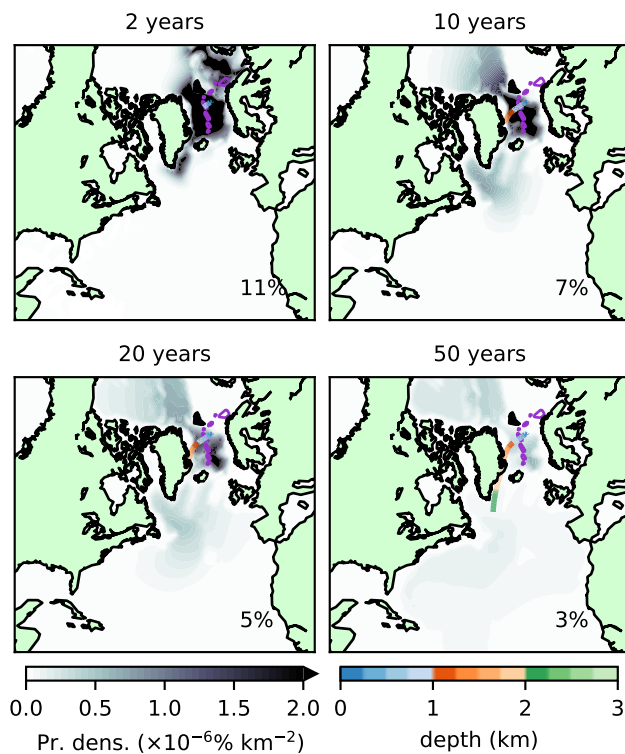 2 years
10 years
11%
7%
20 years
50 years
5%
3%
0.0 0.5 1.0 1.5 2.0
0 1 2 3
Pr. dens. (×10⁻⁶% km⁻²)
depth (km)